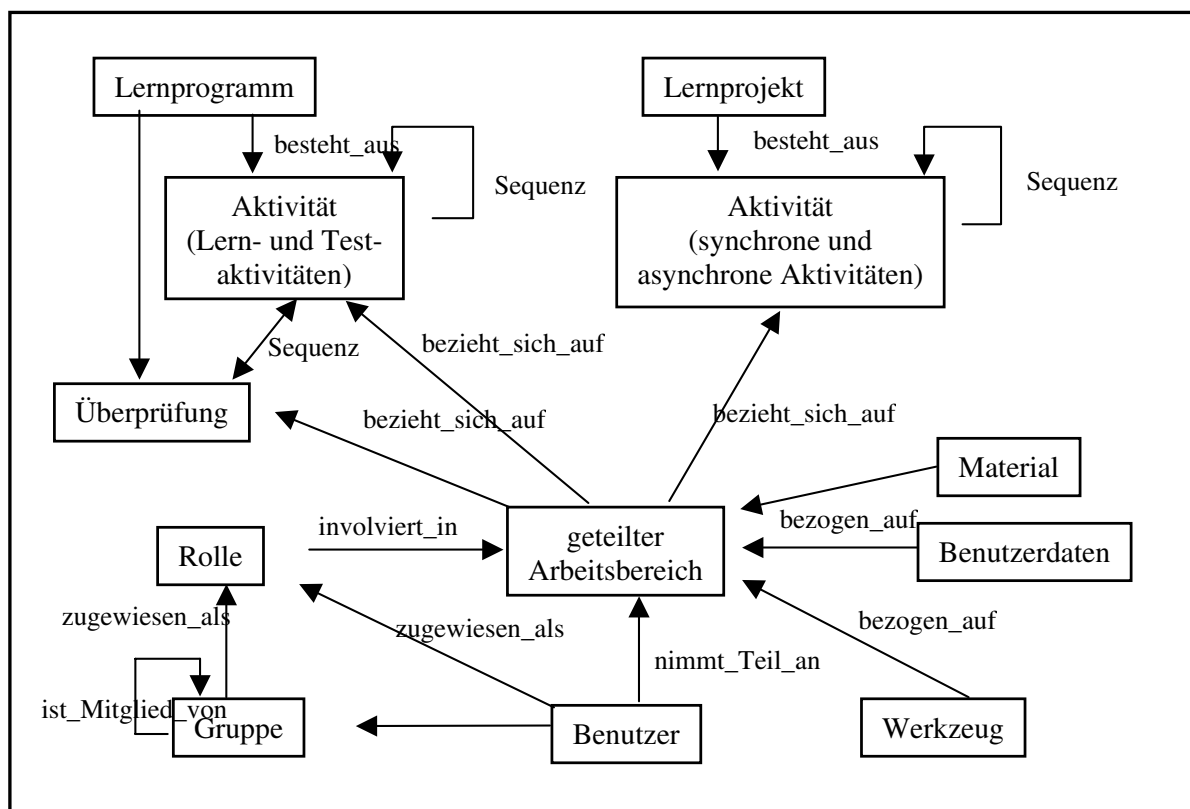 Lernprogramm
Lernprojekt
besteht_aus
besteht_aus
Sequenz
Sequenz
Aktivität
(Lern- und Test-
aktivitäten)
Aktivität
(synchrone und
asynchrone Aktivitäten)
Sequenz
bezieht_sich_auf
Überprüfung
bezieht_sich_auf
bezieht_sich_auf
Material
involviert_in
geteilter
Arbeitsbereich
bezogen_auf
Benutzerdaten
Rolle
zugewiesen_als
zugewiesen_als
bezogen_auf
nimmt_Teil_an
ist_Mitglied_von
Gruppe
Benutzer
Werkzeug